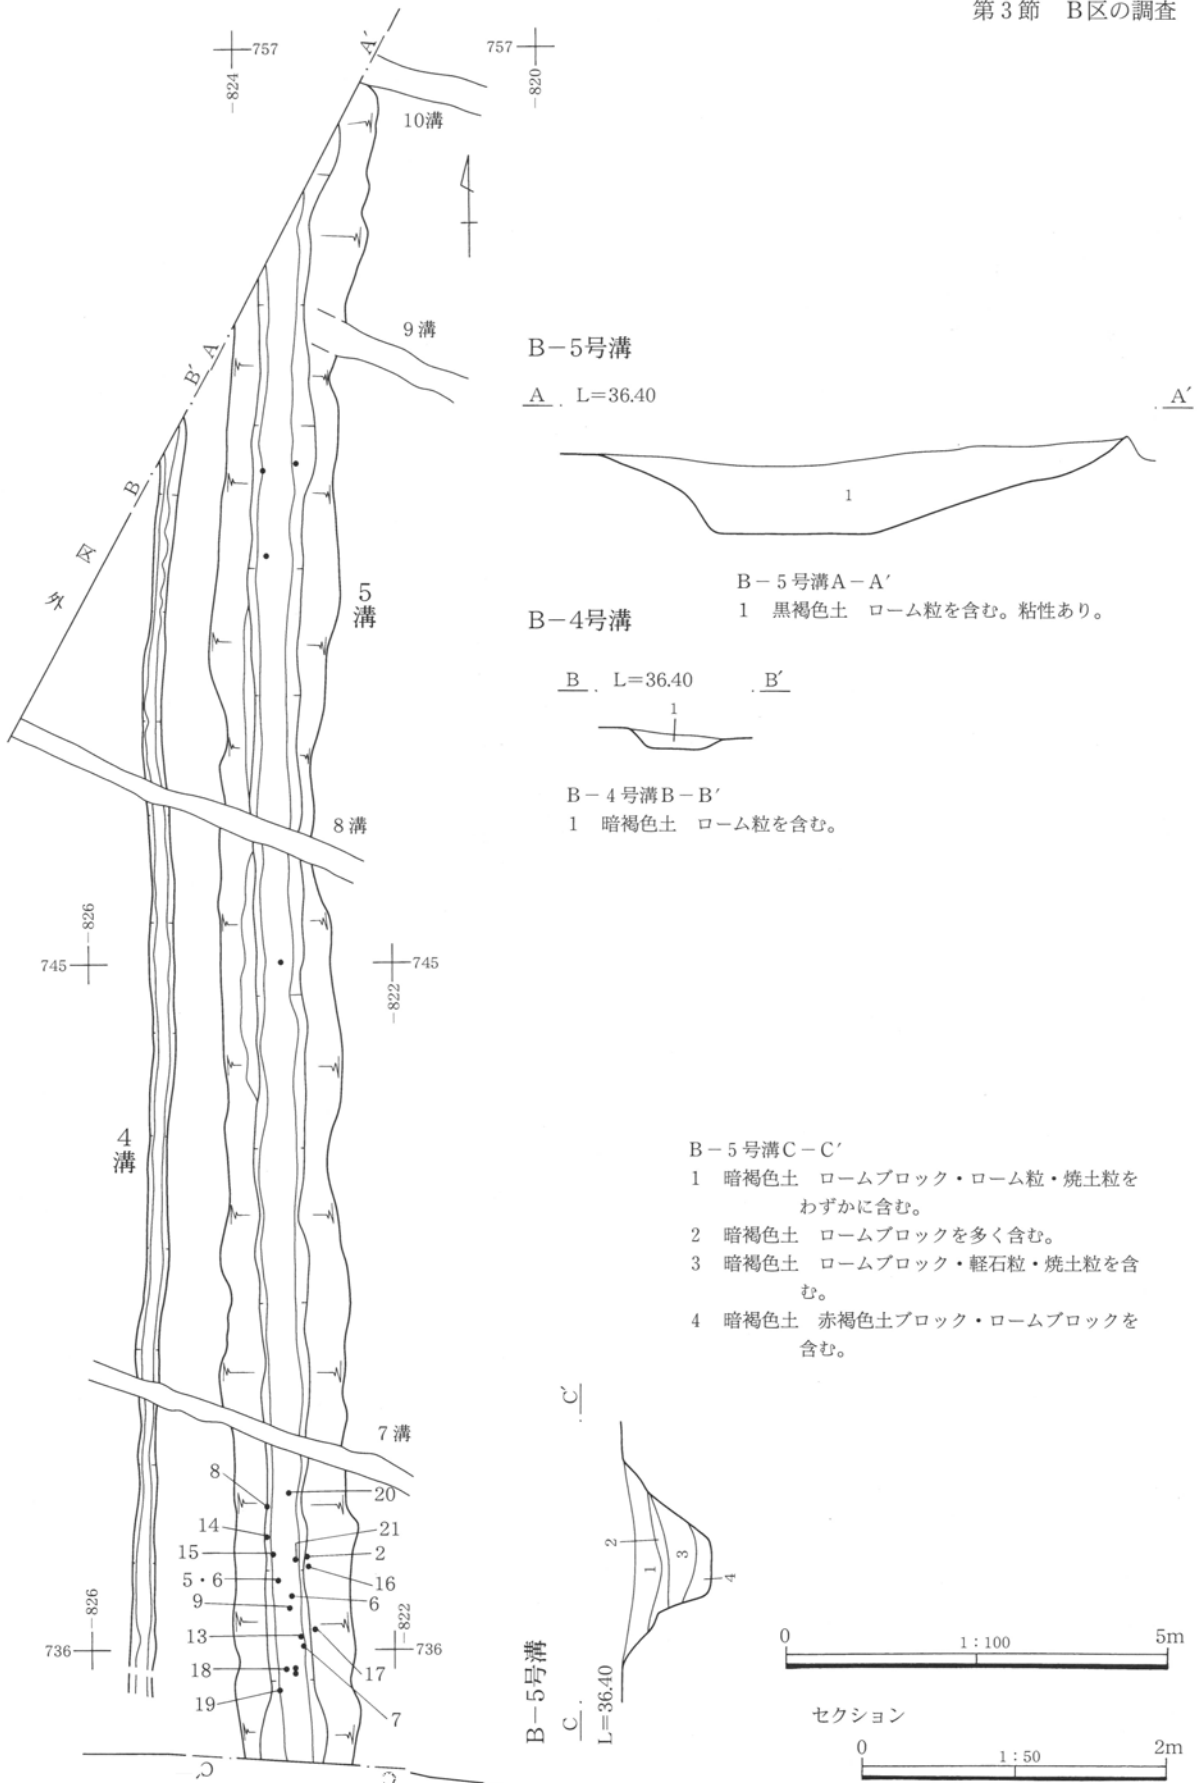 第3節　B区の調査
757
－824
757
－820
A′
10溝
9溝
B′ A
B
区外
5溝
B－5号溝
A　L=36.40
A′
1
B－5号溝A－A′
1　黒褐色土　ローム粒を含む。粘性あり。
B－4号溝
B　L=36.40
B′
1
B－4号溝B－B′
1　暗褐色土　ローム粒を含む。
8溝
－826
745
745
－822
4溝
B－5号溝C－C′
1　暗褐色土　ロームブロック・ローム粒・焼土粒を
わずかに含む。
2　暗褐色土　ロームブロックを多く含む。
3　暗褐色土　ロームブロック・軽石粒・焼土粒を含
む。
4　暗褐色土　赤褐色土ブロック・ロームブロックを
含む。
7溝
8
20
14
21
15
2
5・6
16
9
6
13
17
18
19
7
－826
736
－822
736
C′
2
1
3
4
B－5号溝
C
L=36.40
0
1：100
5m
セクション
0
1：50
2m
C′
C